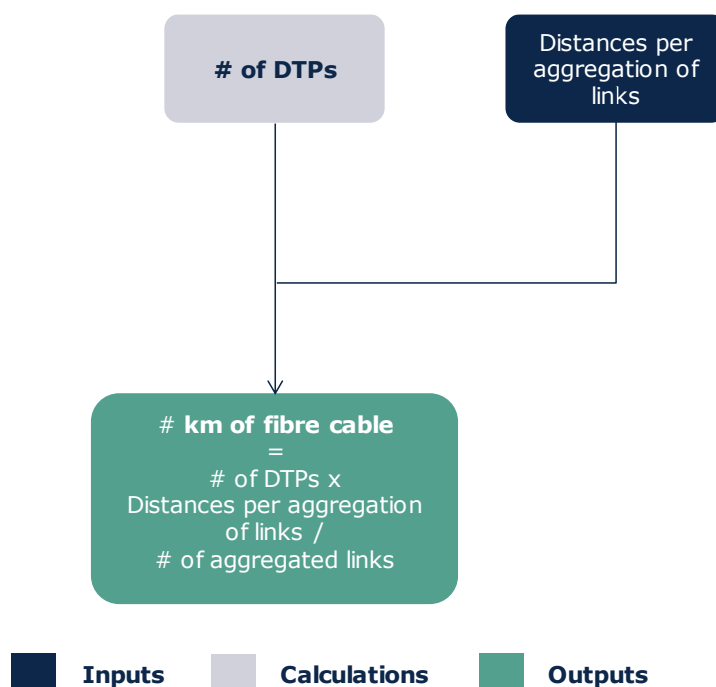 # of DTPs
Distances per
aggregation of
links
# km of fibre cable
=
# of DTPs x
Distances per aggregation
of links /
# of aggregated links
Inputs
Calculations
Outputs